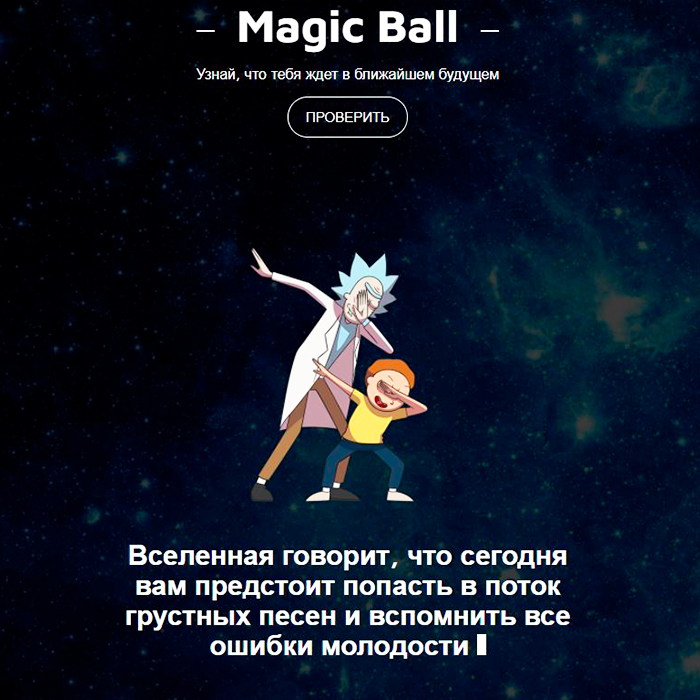 Magic Ball
Узнай, что тебя ждет в ближайшем будущем
ПРОВЕРИТЬ
Вселенная говорит, что сегодня
вам предстоит попасть в поток
грустных песен и вспомнить все
ошибки молодости